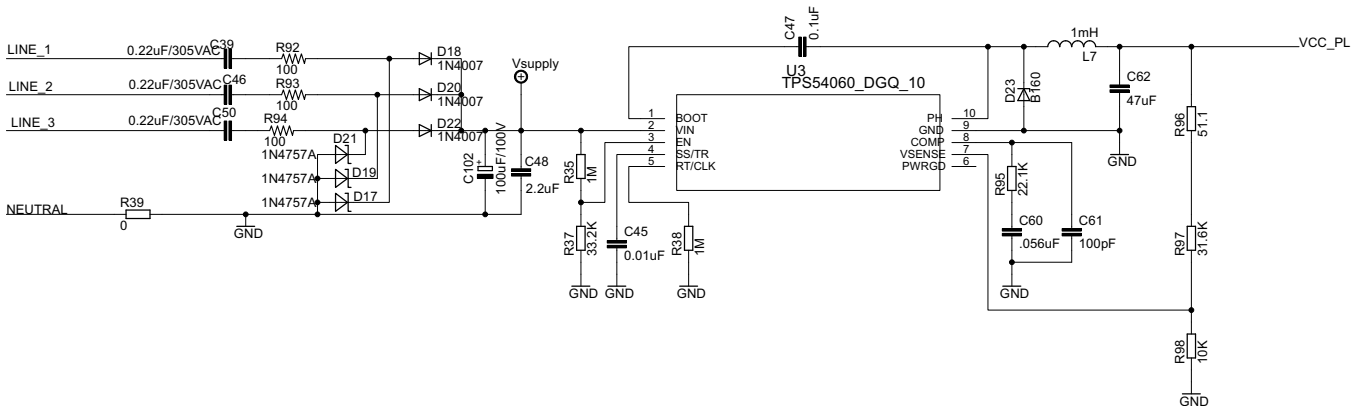 LINE_1
0.22uF/305VAC
C39
R92
100
D18
1N4007
LINE_2
0.22uF/305VAC
C46
R93
100
D20
1N4007
LINE_3
0.22uF/305VAC
C50
R94
100
D22
1N4007
D21
1N4757A
D19
1N4757A
D17
1N4757A
NEUTRAL
R39
0
GND
Vsupply
C102
+
100uF/100V
C48
2.2uF
R35
1M
R37
33.2K
GND
C45
0.01uF
GND
R38
1M
GND
C47
0.1uF
U3
TPS54060_DGQ_10
1
BOOT
2
VIN
3
EN
4
SS/TR
5
RT/CLK
PH
10
GND
9
COMP
8
VSENSE
7
PWRGD
6
D23
B160
1mH
L7
C62
47uF
GND
VCC_PL
R95
22.1K
C60
.056uF
C61
100pF
GND
R96
51.1
R97
31.6K
R98
10K
GND